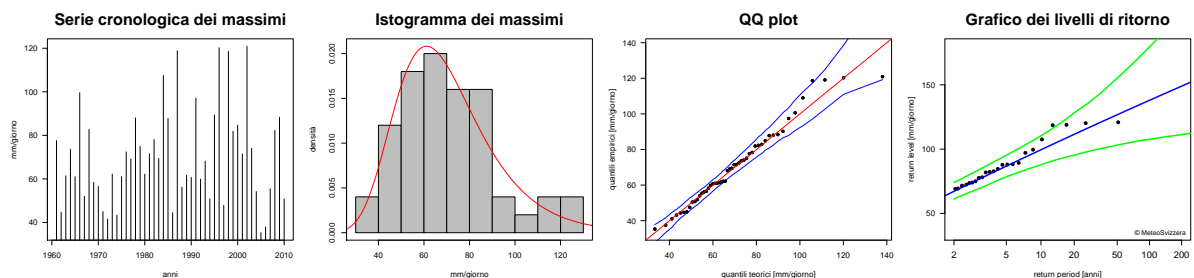 Serie cronologica dei massimi
mm/giorno
120
100
80
60
40
1960 1970 1980 1990 2000 2010
anni
Istogramma dei massimi
densità
0.020
0.015
0.010
0.005
0.000
40 60 80 100 120
mm/giorno
QQ plot
quantili empirici [mm/giorno]
140
120
100
80
60
40
40 60 80 100 120 140
quantili teorici [mm/giorno]
Grafico dei livelli di ritorno
return level [mm/giorno]
150
100
50
© MeteoSvizzera
2 5 10 20 50 100 200
return period [anni]